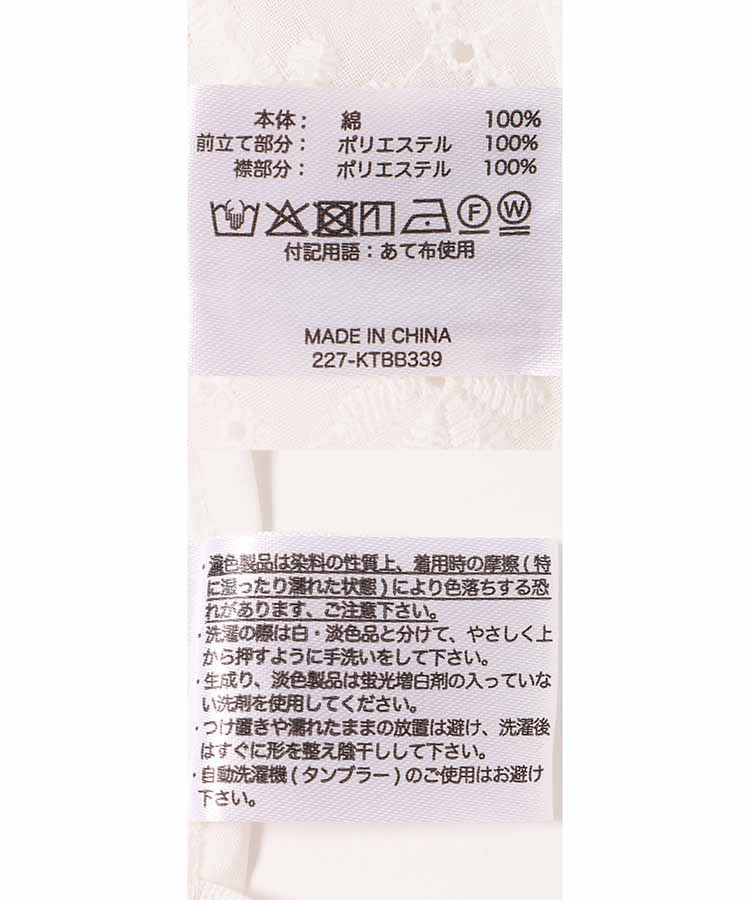 本体： 綿 100%
前立て部分： ポリエステル 100%
襟部分： ポリエステル 100%
F W
付記用語：あて布使用
MADE IN CHINA
227-KTBB339
・濃色製品は染料の性質上、着用時の摩擦(特
に湿ったり濡れた状態)により色落ちする恐
れがあります、ご注意下さい。
・洗濯の際は白・淡色品と分けて、やさしく上
から押すように手洗いをして下さい。
・生成り、淡色製品は蛍光増白剤の入っていな
い洗剤を使用してください。
・つけ置きや濡れたままの放置は避け、洗濯後
はすぐに形を整え陰干しして下さい。
・自動洗濯機(タンブラー)のご使用はお避け
下さい。